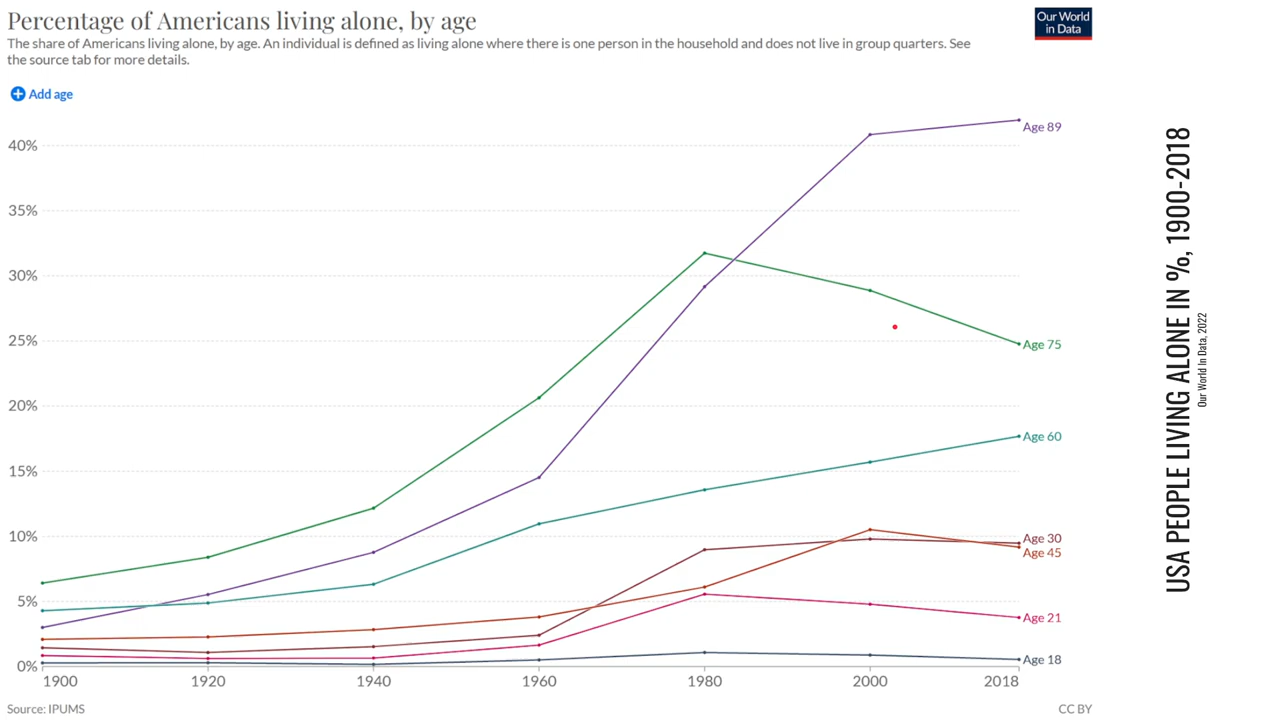 Percentage of Americans living alone, by age
The share of Americans living alone, by age. An individual is defined as living alone where there is one person in the household and does not live in group quarters. See
the source tab for more details.
Our World
in Data
Add age
40%
35%
30%
25%
20%
15%
10%
5%
0%
Age 89
Age 75
Age 60
Age 30
Age 45
Age 21
Age 18
1900
1920
1940
1960
1980
2000
2018
Source: IPUMS
CC BY
USA PEOPLE LIVING ALONE IN %, 1900-2018
Our World In Data, 2022